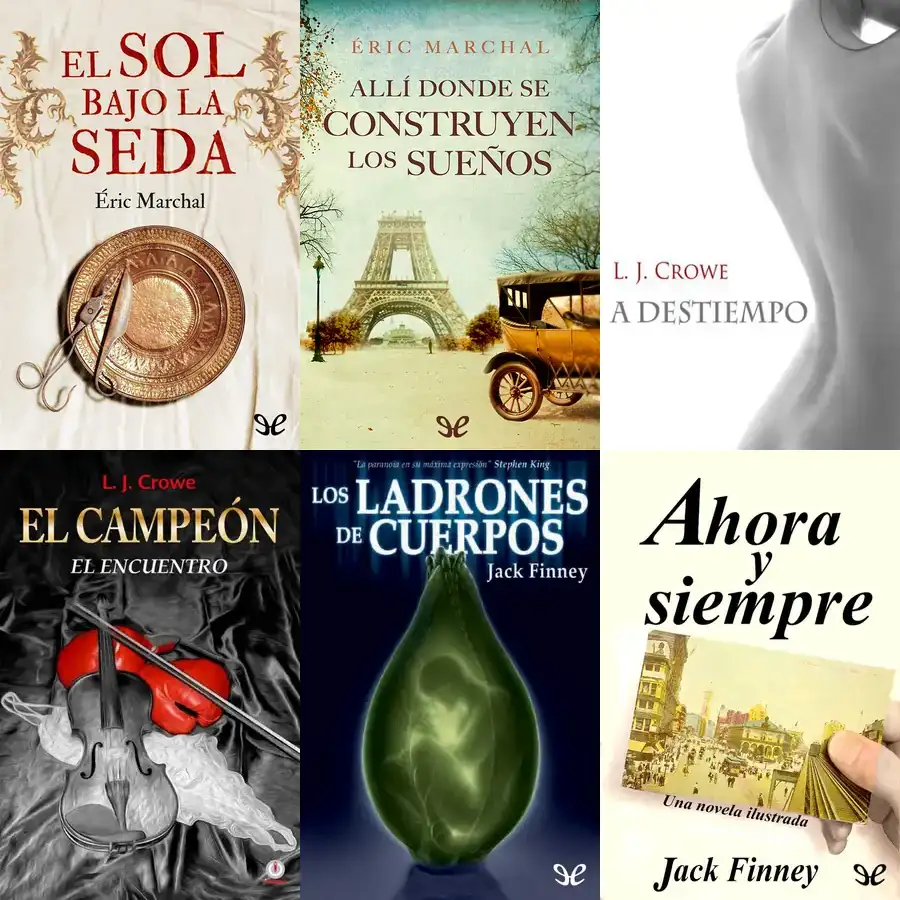 EL SOL
BAJO LA
SEDA
Éric Marchal
ÉRIC MARCHAL
ALLÍ DONDE SE
CONSTRUYEN
LOS SUEÑOS
L. J. CROWE
A DESTIEMPO
L. J. Crowe
EL CAMPEÓN
EL ENCUENTRO
"La paranoia en su máxima expresión" Stephen King
LOS LADRONES
DE CUERPOS
Jack Finney
Ahora
y
siempre
Una novela ilustrada
Jack Finney